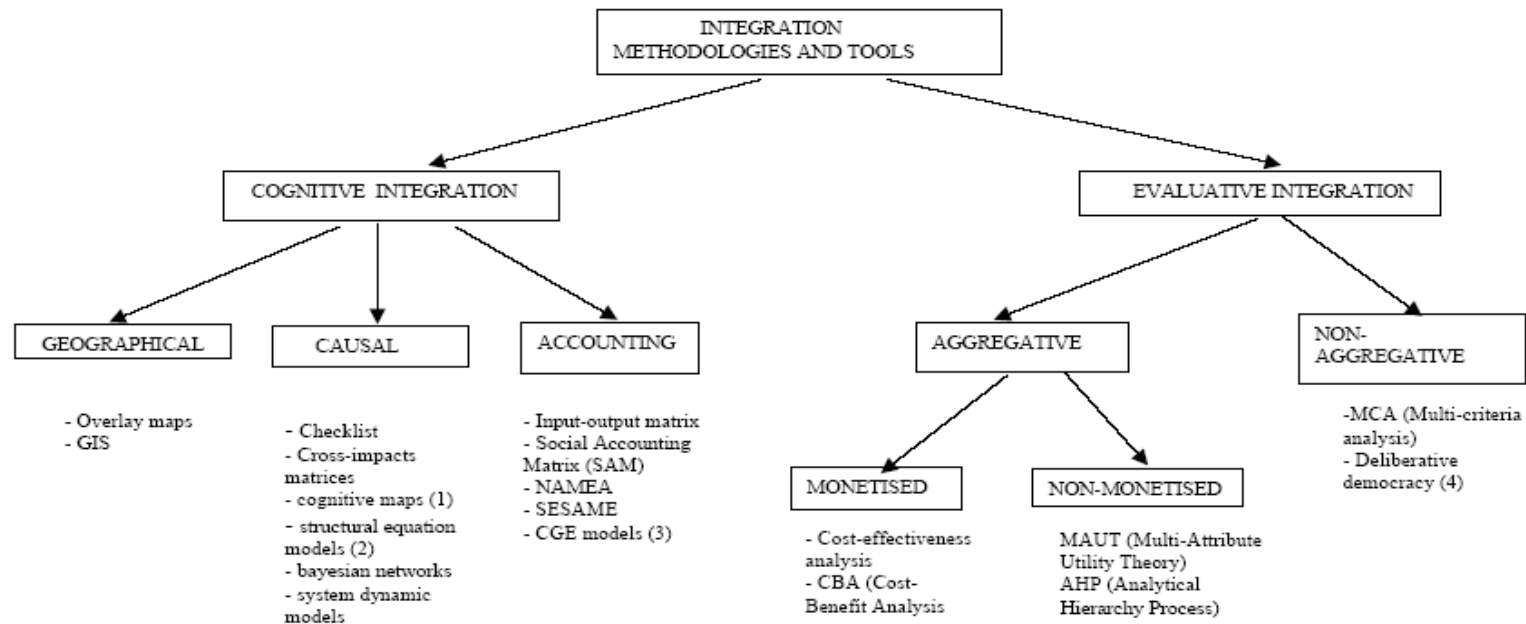 INTEGRATION
METHODOLOGIES AND TOOLS
COGNITIVE INTEGRATION
EVALUATIVE INTEGRATION
GEOGRAPHICAL
CAUSAL
ACCOUNTING
AGGREGATIVE
NON-
AGGREGATIVE
- Overlay maps
- GIS
- Checklist
- Cross-impacts
matrices
- cognitive maps (1)
- structural equation
models (2)
- bayesian networks
- system dynamic
models
- Input-output matrix
- Social Accounting
Matrix (SAM)
- NAMEA
- SESAME
- CGE models (3)
MONETISED
NON-MONETISED
-MCA (Multi-criteria
analysis)
- Deliberative
democracy (4)
- Cost-effectiveness
analysis
- CBA (Cost-
Benefit Analysis
MAUT (Multi-Attribute
Utility Theory)
AHP (Analytical
Hierarchy Process)